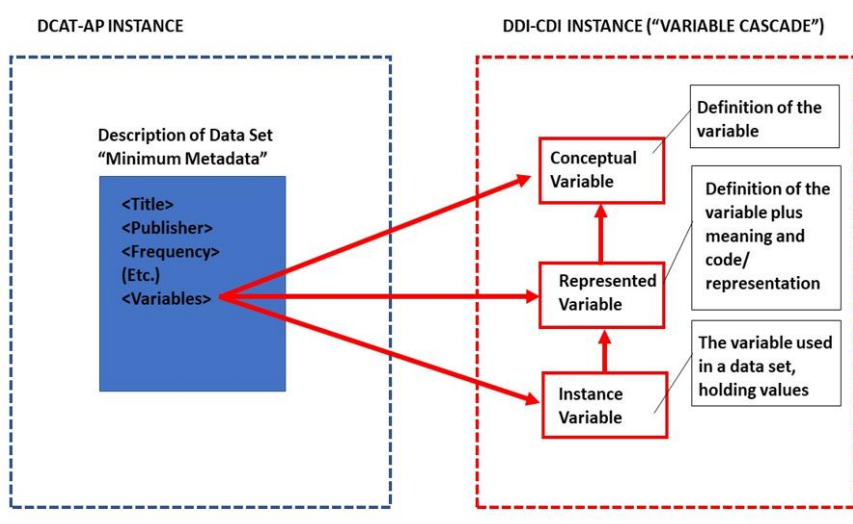 DCAT-AP INSTANCE
DDI-CDI INSTANCE (“VARIABLE CASCADE”)
Description of Data Set
“Minimum Metadata”
<Title>
<Publisher>
<Frequency>
(Etc.)
<Variables>
Conceptual
Variable
Definition of the
variable
Represented
Variable
Definition of the
variable plus
meaning and
code/
representation
Instance
Variable
The variable used
in a data set,
holding values